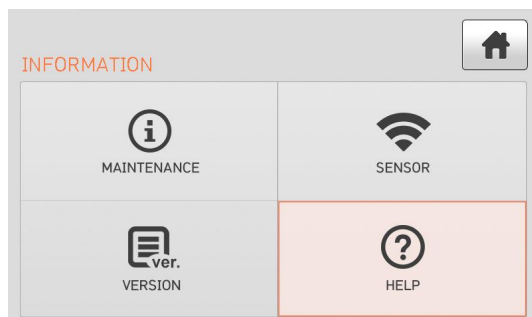 INFORMATION
MAINTENANCE
SENSOR
ver.
VERSION
HELP